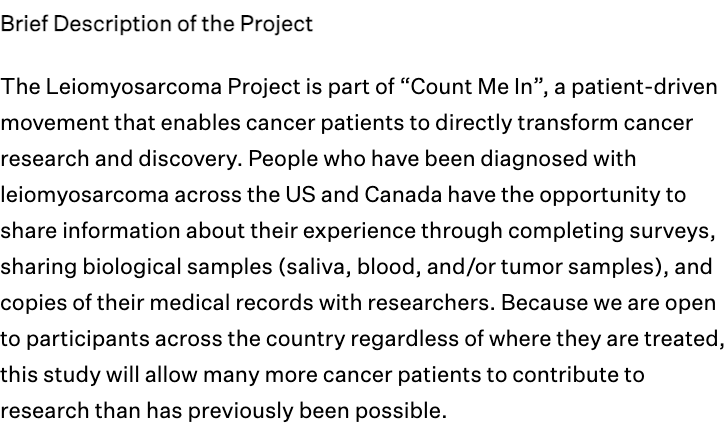 Brief Description of the Project
The Leiomyosarcoma Project is part of “Count Me In”, a patient-driven
movement that enables cancer patients to directly transform cancer
research and discovery. People who have been diagnosed with
leiomyosarcoma across the US and Canada have the opportunity to
share information about their experience through completing surveys,
sharing biological samples (saliva, blood, and/or tumor samples), and
copies of their medical records with researchers. Because we are open
to participants across the country regardless of where they are treated,
this study will allow many more cancer patients to contribute to
research than has previously been possible.